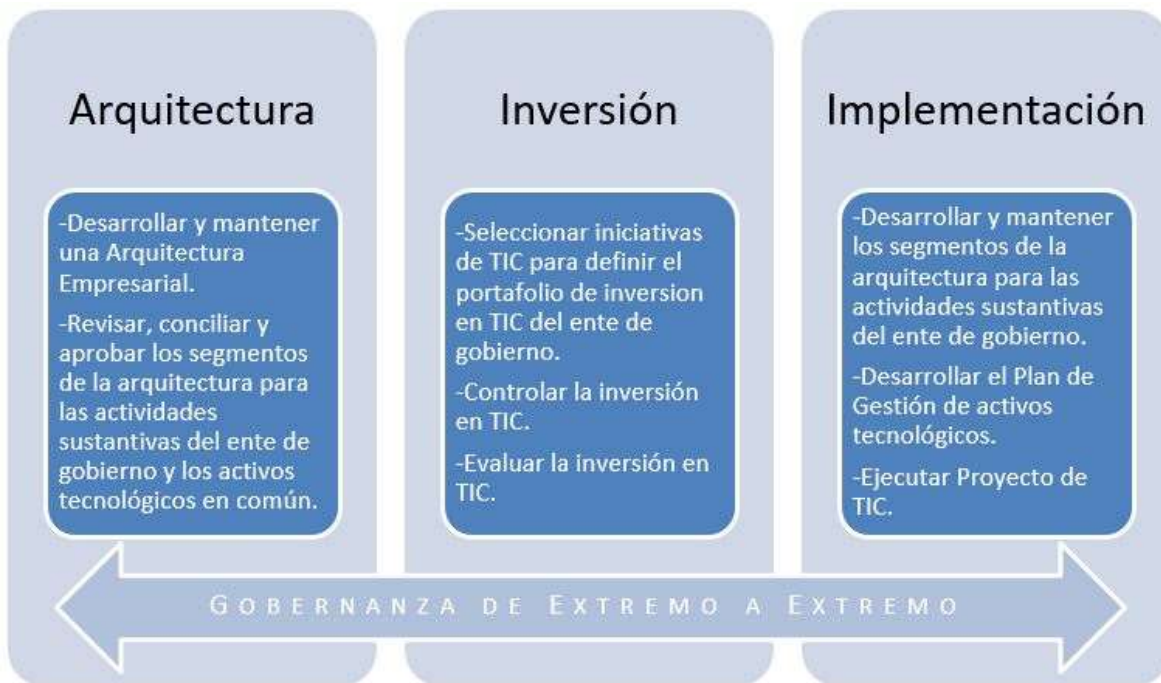 Arquitectura
-Desarrollar y mantener
una Arquitectura
Empresarial.
-Revisar, conciliar y
aprobar los segmentos
de la arquitectura para
las actividades
sustantivas del ente de
gobierno y los activos
tecnológicos en común.
Inversión
-Seleccionar iniciativas
de TIC para definir el
portafolio de inversion
en TIC del ente de
gobierno.
-Controlar la inversión
en TIC.
-Evaluar la inversión en
TIC.
Implementación
-Desarrollar y mantener
los segmentos de la
arquitectura para las
actividades sustantivas
del ente de gobierno.
-Desarrollar el Plan de
Gestión de activos
tecnológicos.
-Ejecutar Proyecto de
TIC.
GOBERNANZA DE EXTREMO A EXTREMO